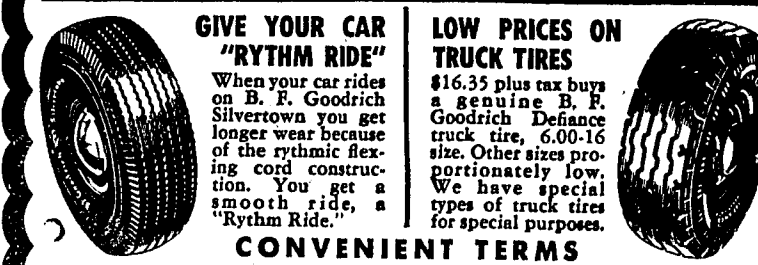 GIVE YOUR CAR
"RYTHM RIDE"
When your car rides
on B. F. Goodrich
Silvertown you get
longer wear because
of the rythmic flex-
ing cord construc-
tion. You get a
smooth ride, a
"Rythm Ride."
LOW PRICES ON
TRUCK TIRES
$16.35 plus tax buys
a genuine B. F.
Goodrich Defiance
truck tire, 6.00-16
size. Other sizes pro-
portionately low.
We have special
types of truck tires
for special purposes.
CONVENIENT TERMS